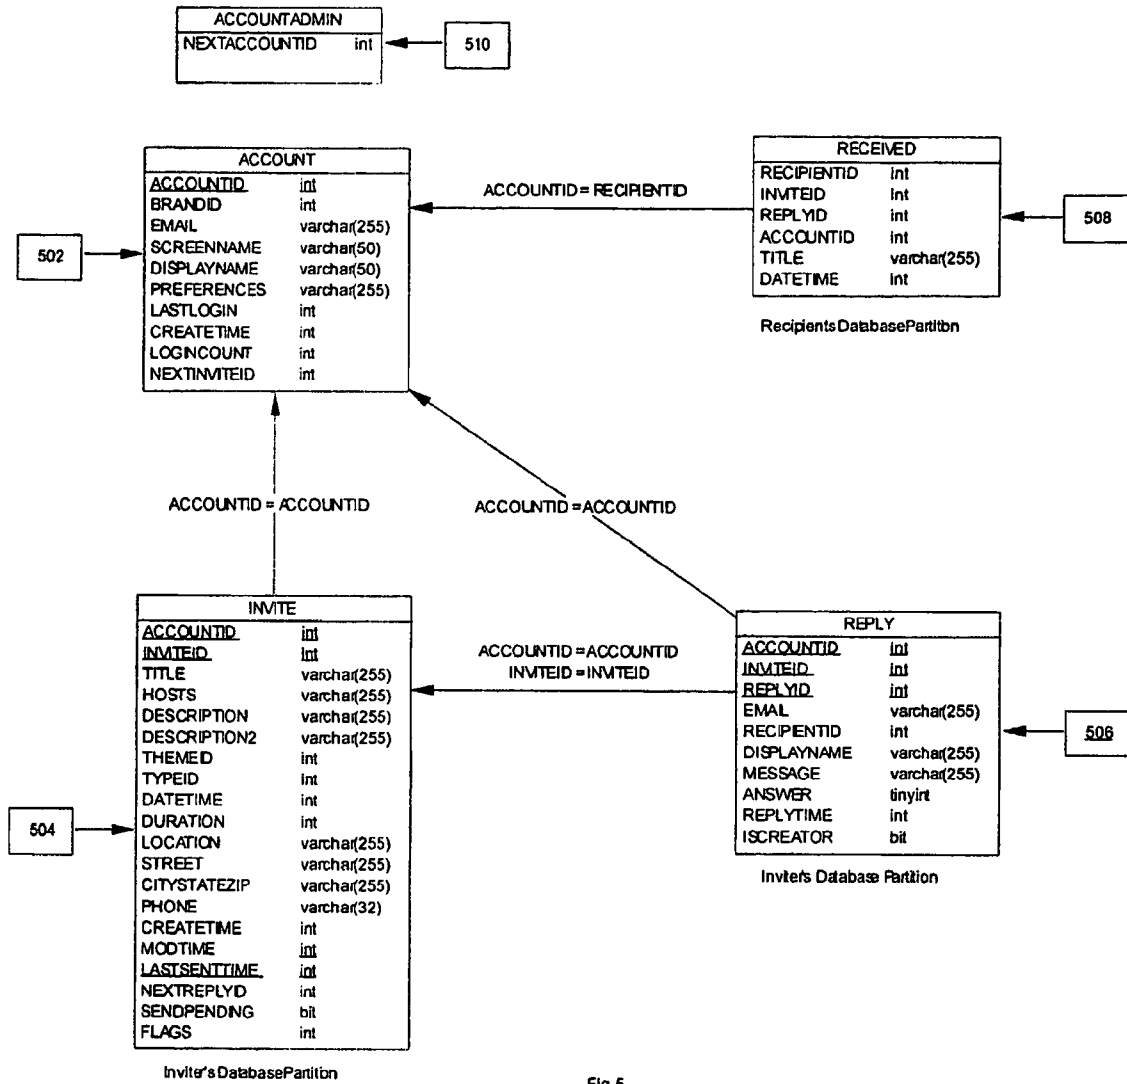 ACCOUNTADMIN
NEXTACCOUNTID int
510
ACCOUNT
ACCOUNTID int
BRANDID int
EMAIL varchar(255)
SCREENNAME varchar(50)
DISPLAYNAME varchar(50)
PREFERENCES varchar(255)
LASTLOGIN int
CREATETIME int
LOGINCOUNT int
NEXTINVITEID int
502
ACCOUNTID = RECIPIENTID
RECEIVED
RECIPIENTID int
INVITEID int
REPLYID int
ACCOUNTID int
TITLE varchar(255)
DATETIME int
508
Recipients Database Partition
ACCOUNTID = ACCOUNTID
ACCOUNTID = ACCOUNTID
INVITE
ACCOUNTID int
INVITEID int
TITLE varchar(255)
HOSTS varchar(255)
DESCRIPTION varchar(255)
DESCRIPTION2 varchar(255)
THEMEID int
TYPEID int
DATETIME int
DURATION int
LOCATION varchar(255)
STREET varchar(255)
CITYSTATEZIP varchar(255)
PHONE varchar(32)
CREATETIME int
MODTIME int
LASTSENTTIME int
NEXTREPLYID int
SENDPENDING bit
FLAGS int
504
Inviter's Database Partition
ACCOUNTID = ACCOUNTID
INVITEID = INVITEID
REPLY
ACCOUNTID int
INVITEID int
REPLYID int
EMAIL varchar(255)
RECIPIENTID int
DISPLAYNAME varchar(255)
MESSAGE varchar(255)
ANSWER tinyint
REPLYTIME int
ISCREATOR bit
506
Inviter's Database Partition
Fig 5